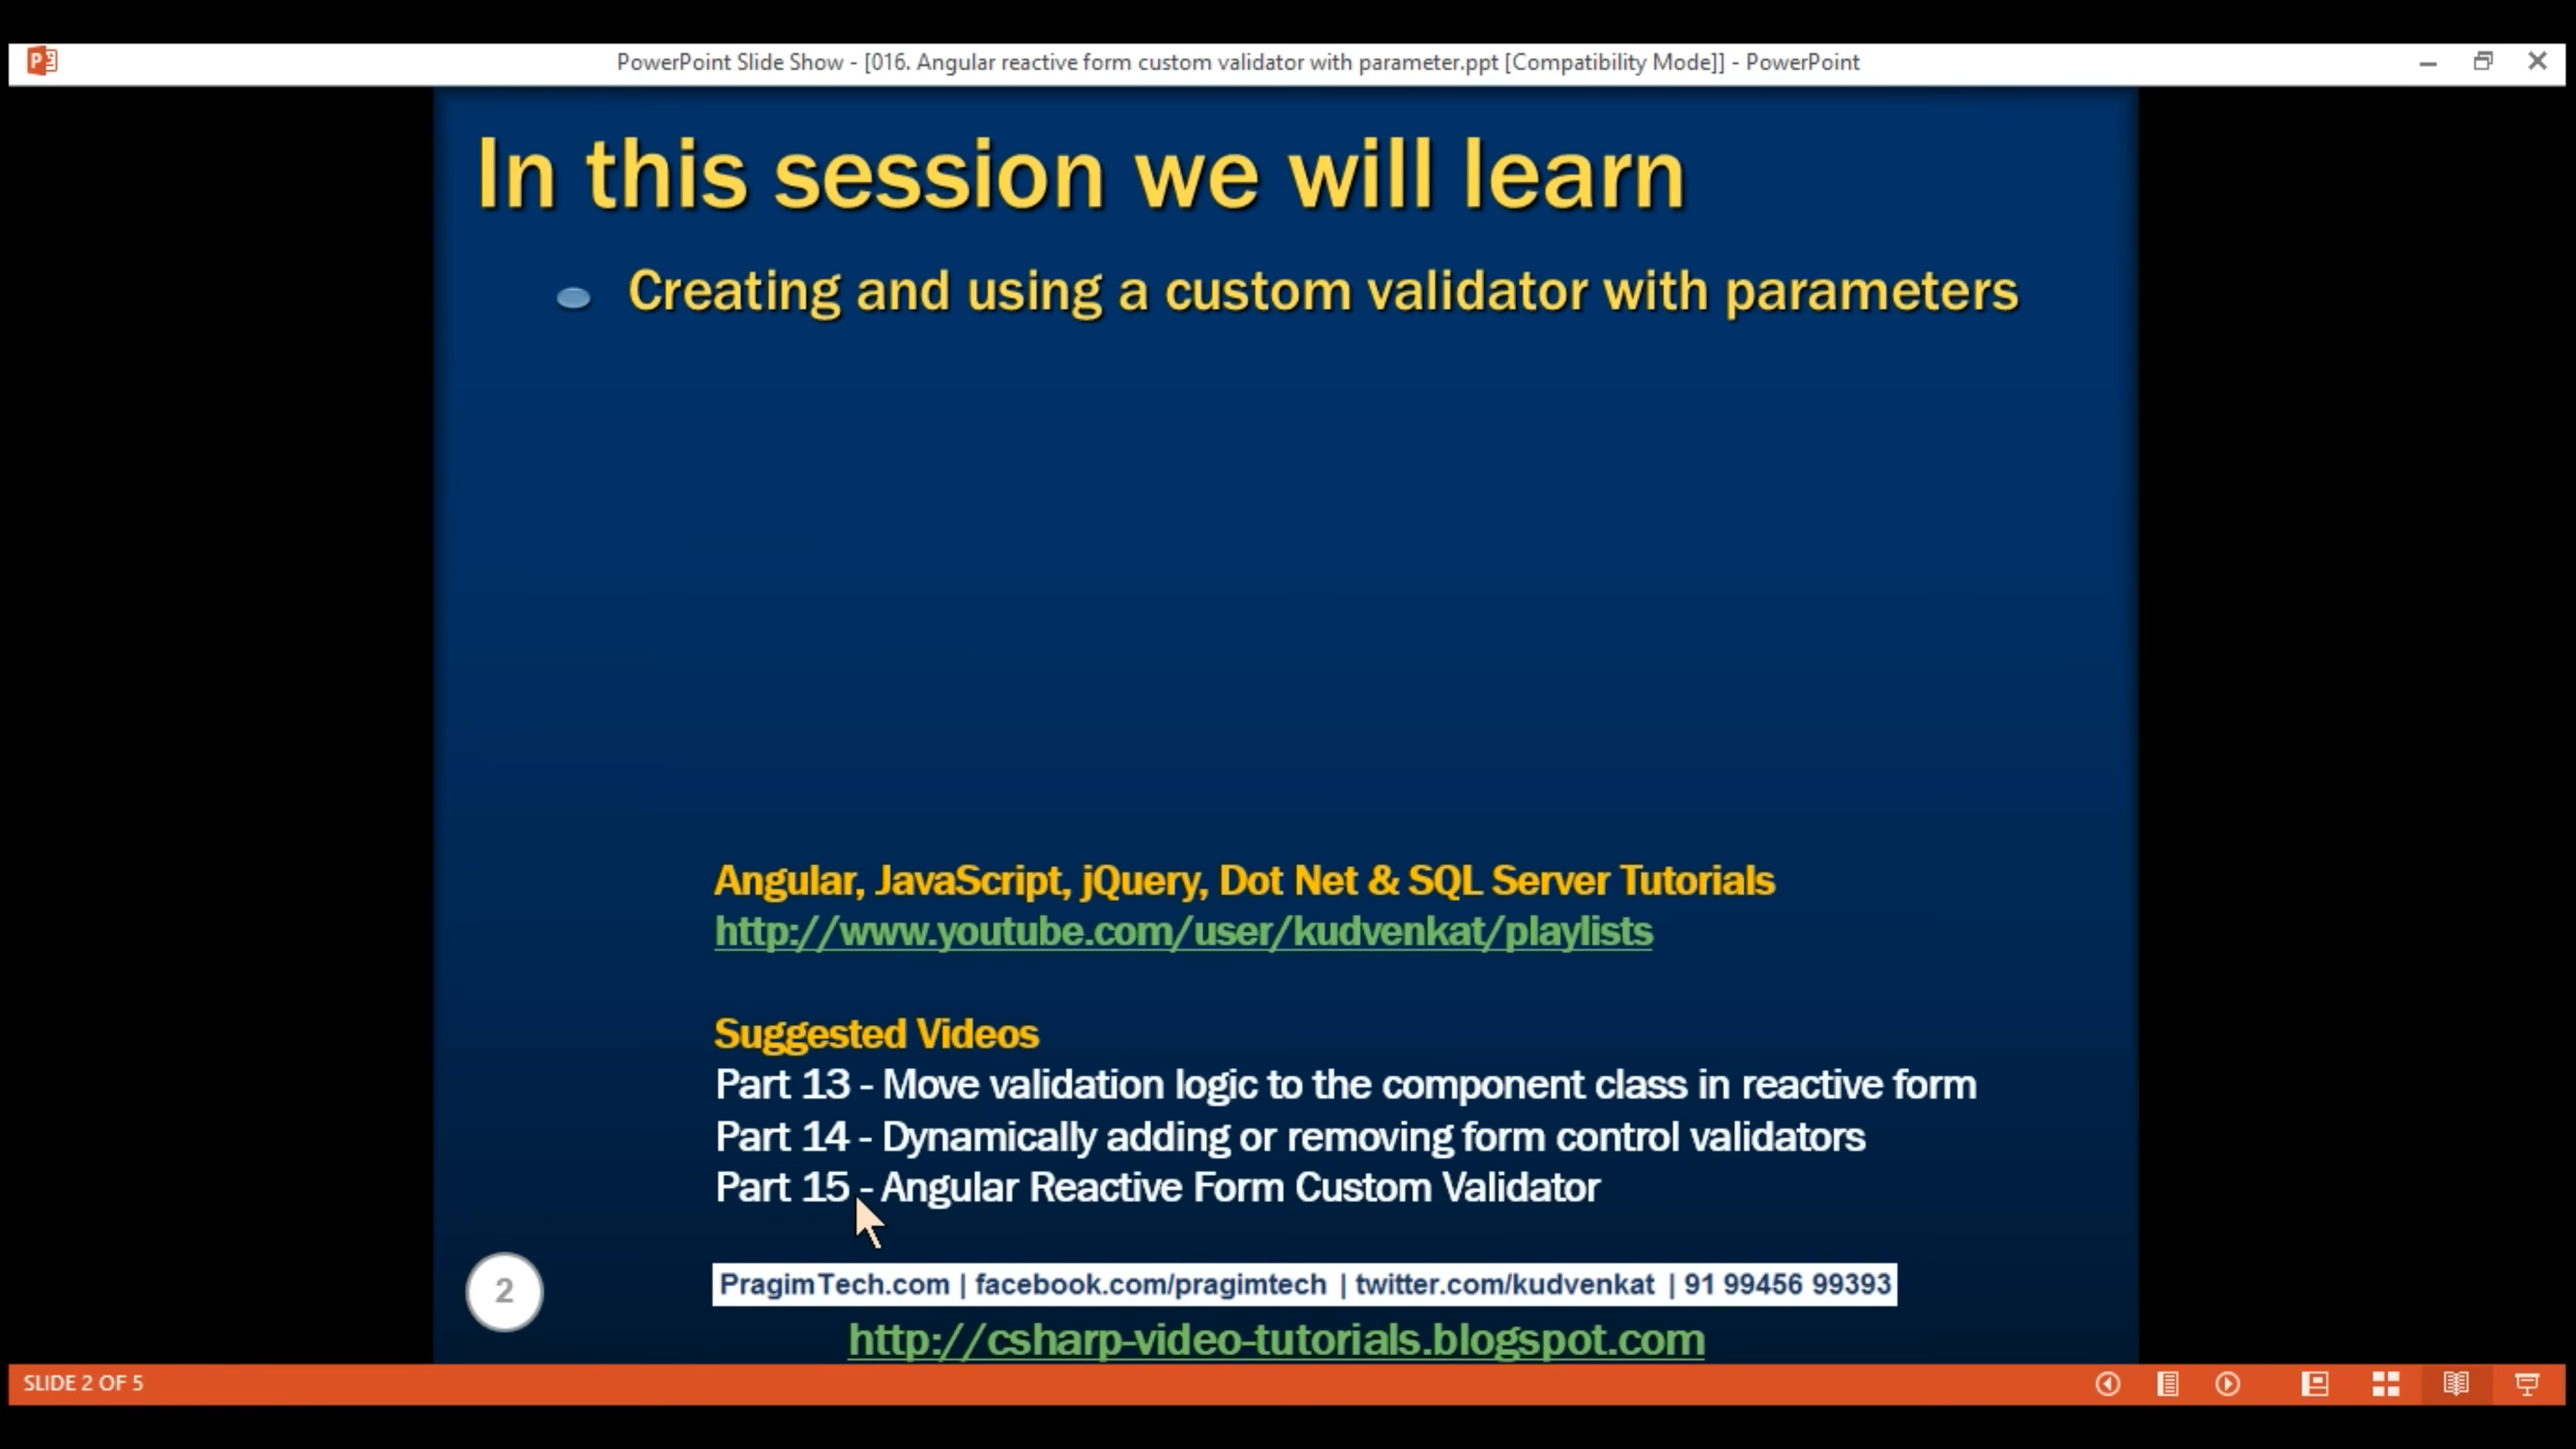 PowerPoint Slide Show - [016. Angular reactive form custom validator with parameter.ppt [Compatibility Mode]] - PowerPoint
In this session we will learn
Creating and using a custom validator with parameters
Angular, JavaScript, jQuery, Dot Net & SQL Server Tutorials
http://www.youtube.com/user/kudvenkat/playlists
Suggested Videos
Part 13 - Move validation logic to the component class in reactive form
Part 14 - Dynamically adding or removing form control validators
Part 15 - Angular Reactive Form Custom Validator
2
PragimTech.com | facebook.com/pragimtech | twitter.com/kudvenkat | 91 99456 99393
http://csharp-video-tutorials.blogspot.com
SLIDE 2 OF 5